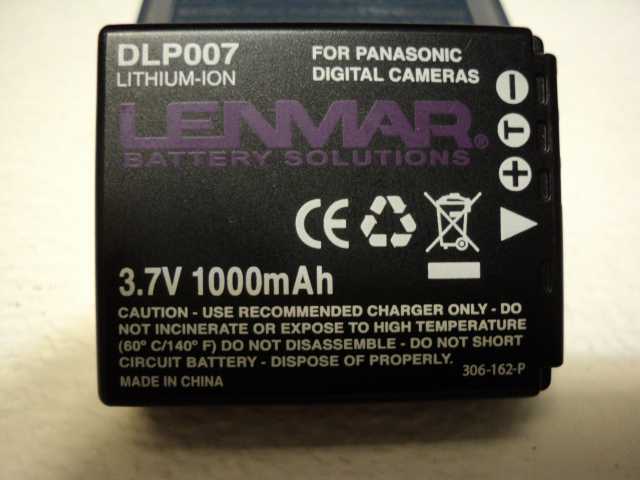 DLP007
LITHIUM-ION
FOR PANASONIC
DIGITAL CAMERAS
LENMAR®
BATTERY SOLUTIONS
−
T
+
CE
3.7V 1000mAh
CAUTION - USE RECOMMENDED CHARGER ONLY - DO
NOT INCINERATE OR EXPOSE TO HIGH TEMPERATURE
(60º C/140º F) DO NOT DISASSEMBLE - DO NOT SHORT
CIRCUIT BATTERY - DISPOSE OF PROPERLY.
306-162-P
MADE IN CHINA